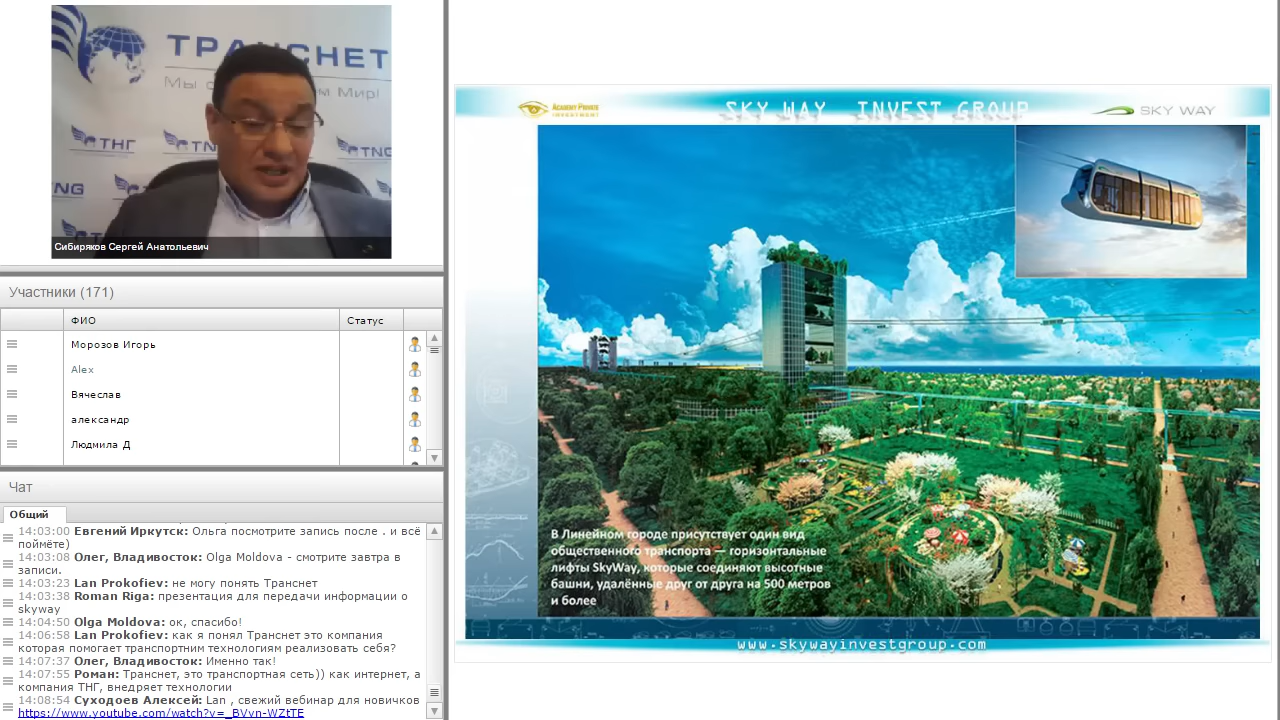 ТРАНСНЕТ
Мир!
ТНГ
TNG
Сибиряков Сергей Анатольевич
Участники (171)
ФИО
Статус
Морозов Игорь
Alex
Вячеслав
александр
Людмила Д
Чат
Общий
14:03:00 Евгений Иркутск: Ольга посмотрите запись после . и всё
поймёте)
14:03:08 Олег, Владивосток: Olga Moldova - смотрите завтра в
записи.
14:03:23 Lan Prokofiev: не могу понять Транснет
14:03:38 Roman Riga: презентация для передачи информации о
skyway
14:04:50 Olga Moldova: ок, спасибо!
14:06:58 Lan Prokofiev: как я понял Транснет это компания
которая помогает транспортным технологиям реализовать себя?
14:07:37 Олег, Владивосток: Именно так!
14:07:55 Роман: Транснет, это транспортная сеть)) как интернет, а
компания ТНГ, внедряет технологии
14:08:54 Суходоев Алексей: Lan , свежий вебинар для новичков
https://www.youtube.com/watch?v=_BVvn-WZtTE
ACADEMY PRIVATE
INVESTMENT
SKY WAY INVEST GROUP
SKY WAY
В Линейном городе присутствует один вид
общественного транспорта — горизонтальные
лифты SkyWay, которые соединяют высотные
башни, удалённые друг от друга на 500 метров
и более
www.skywayinvestgroup.com